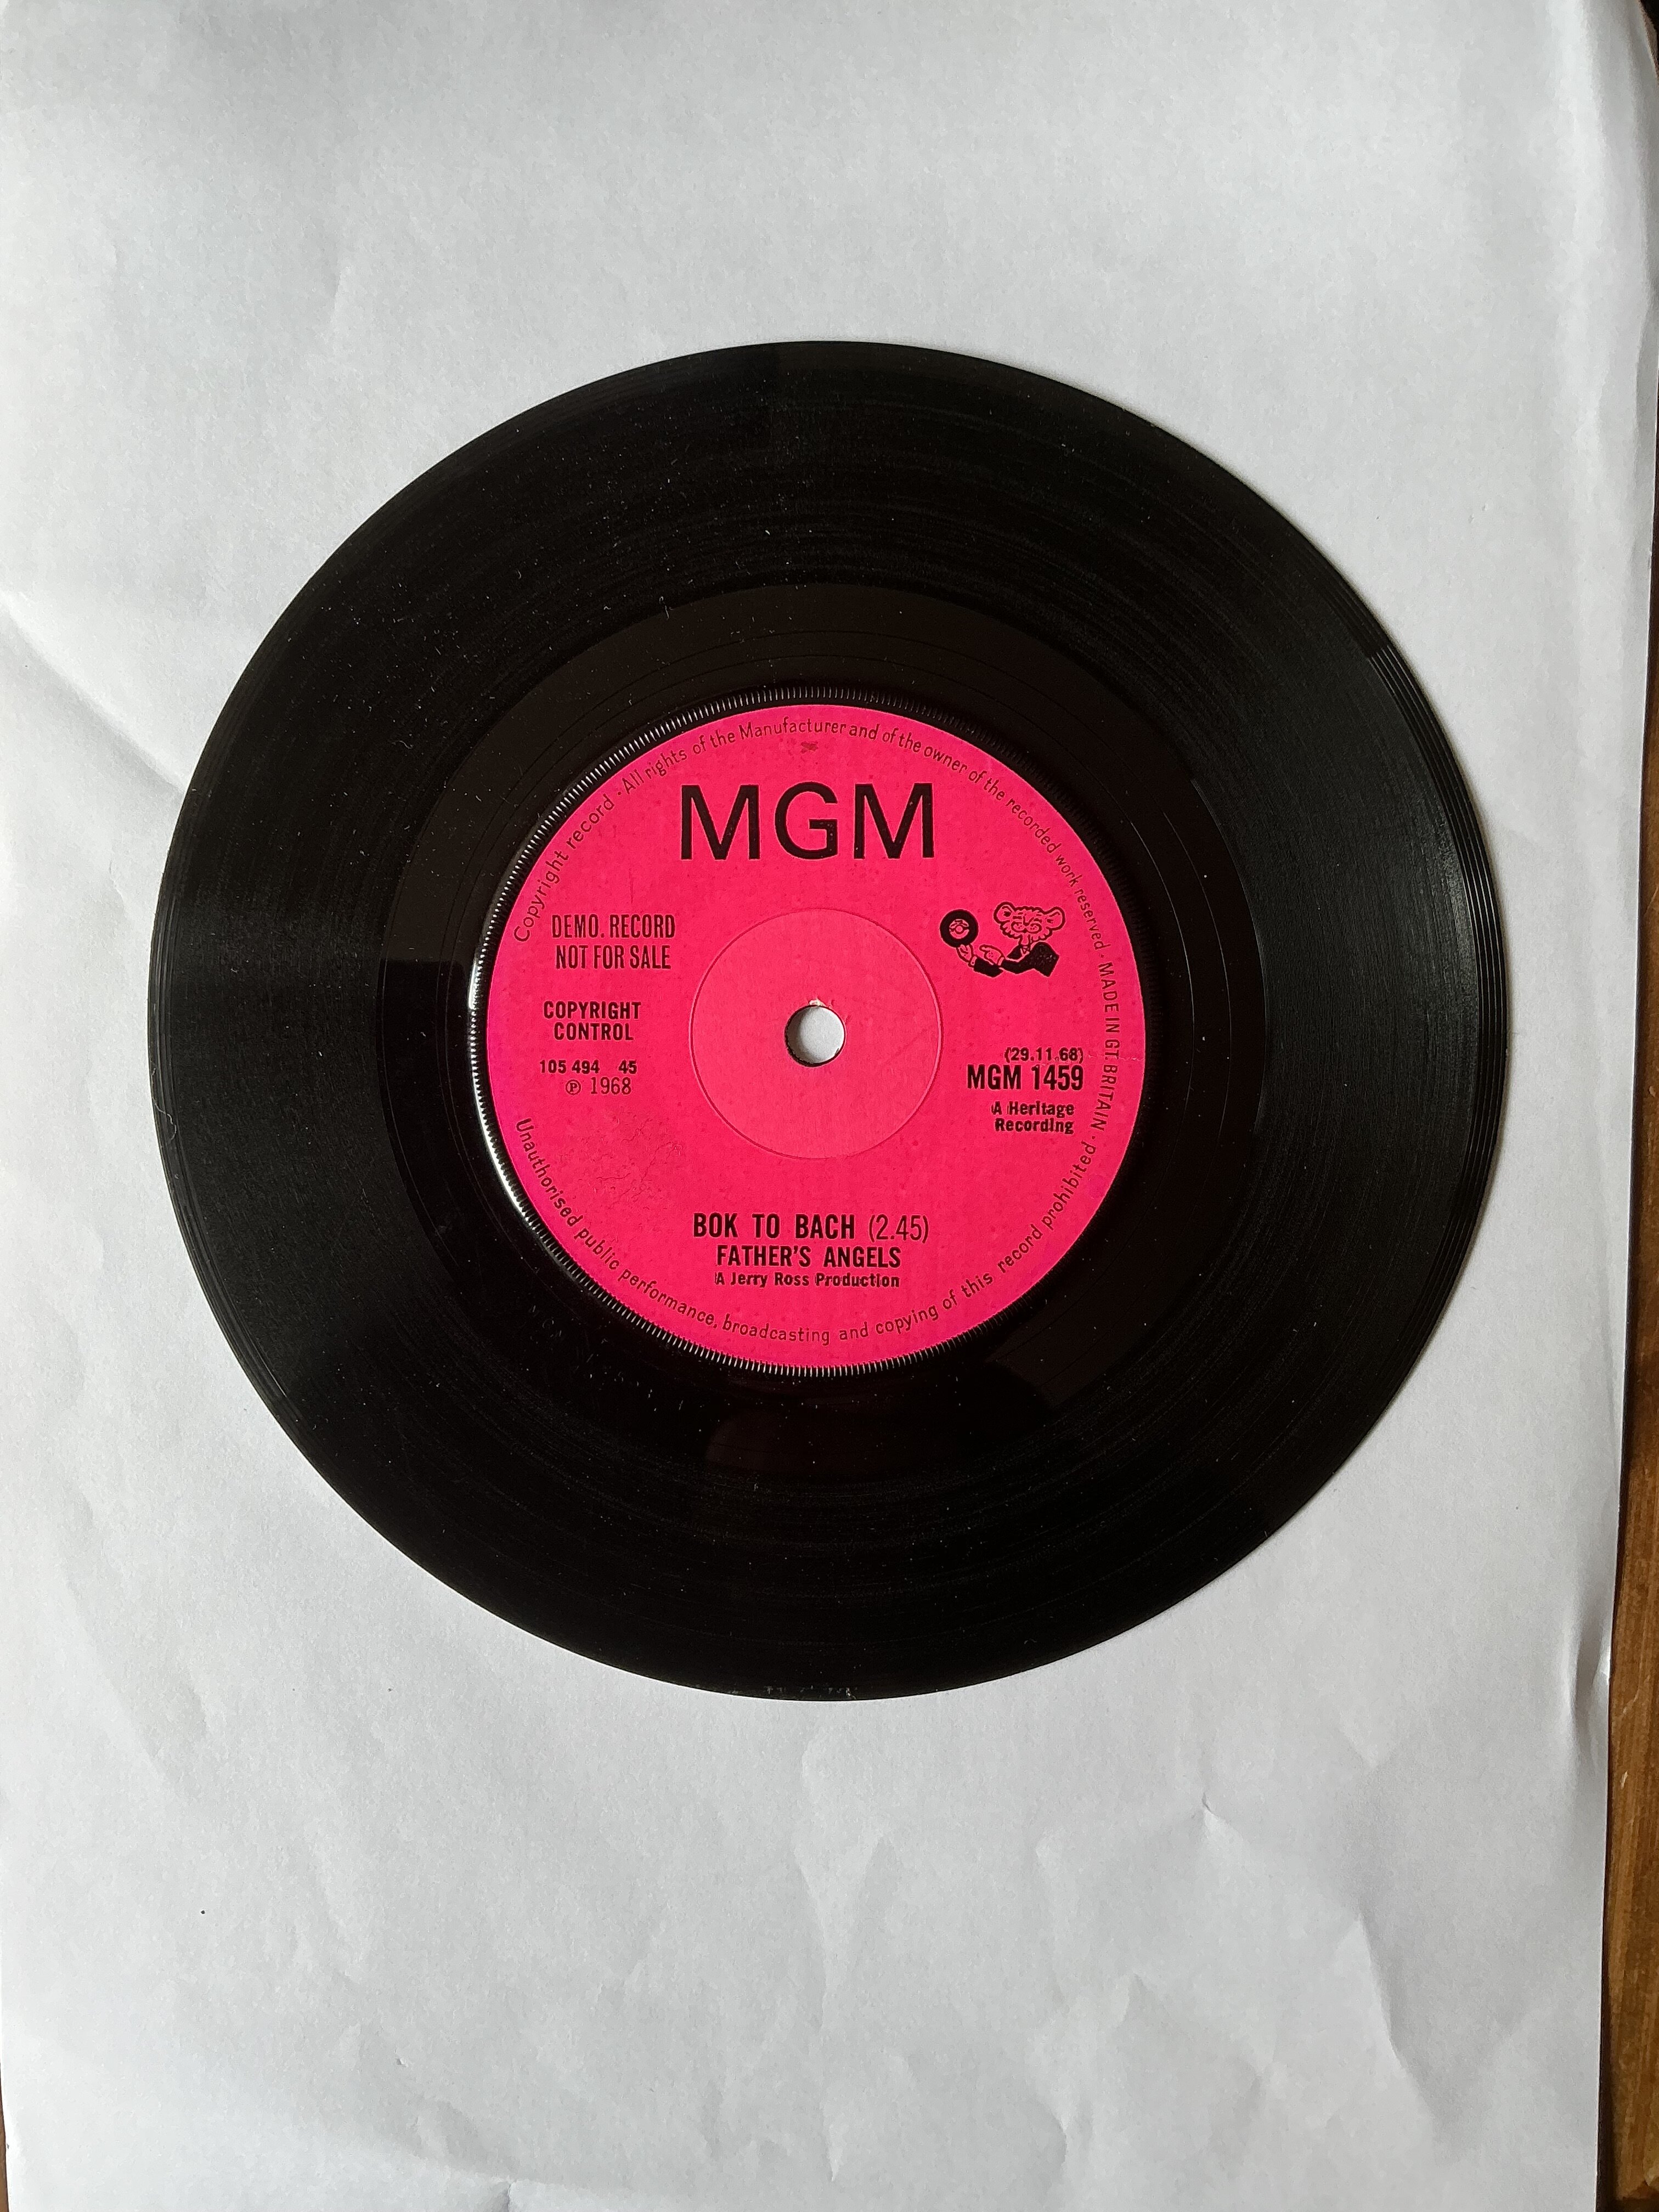 Copyright record · All rights of the Manufacturer and of the owner of the recorded work reserved · MADE IN GT. BRITAIN · Unauthorised public performance, broadcasting and copying of this record prohibited
MGM
DEMO. RECORD
NOT FOR SALE
COPYRIGHT
CONTROL
105 494 45
℗ 1968
(29.11.68)
MGM 1459
A Heritage
Recording
BOK TO BACH (2.45)
FATHER'S ANGELS
A Jerry Ross Production